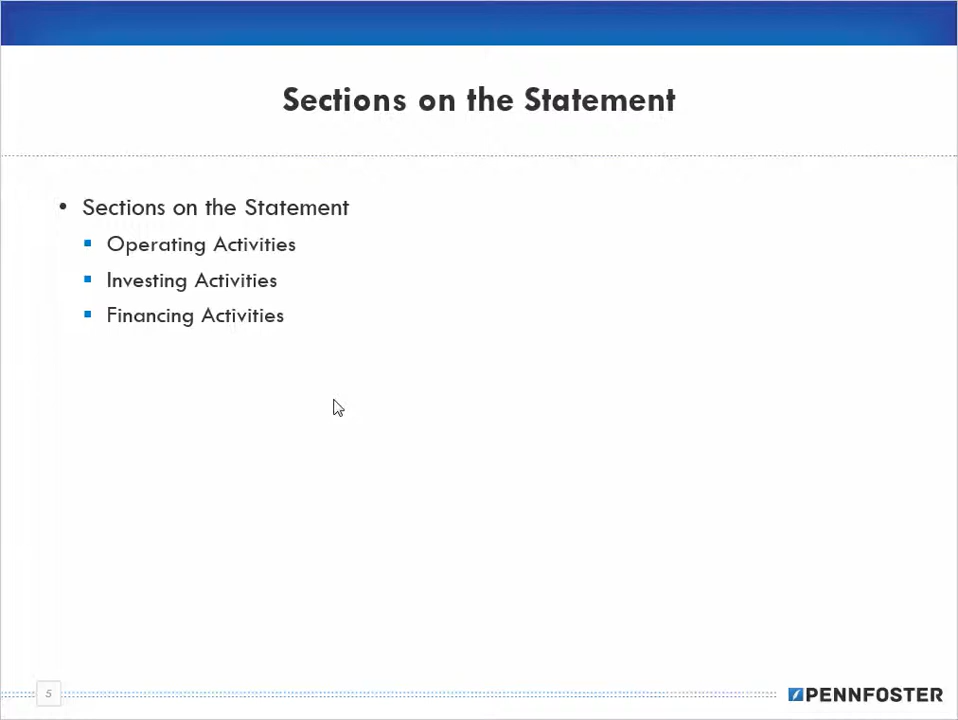 Sections on the Statement
• Sections on the Statement
▪ Operating Activities
▪ Investing Activities
▪ Financing Activities
5
PENNFOSTER